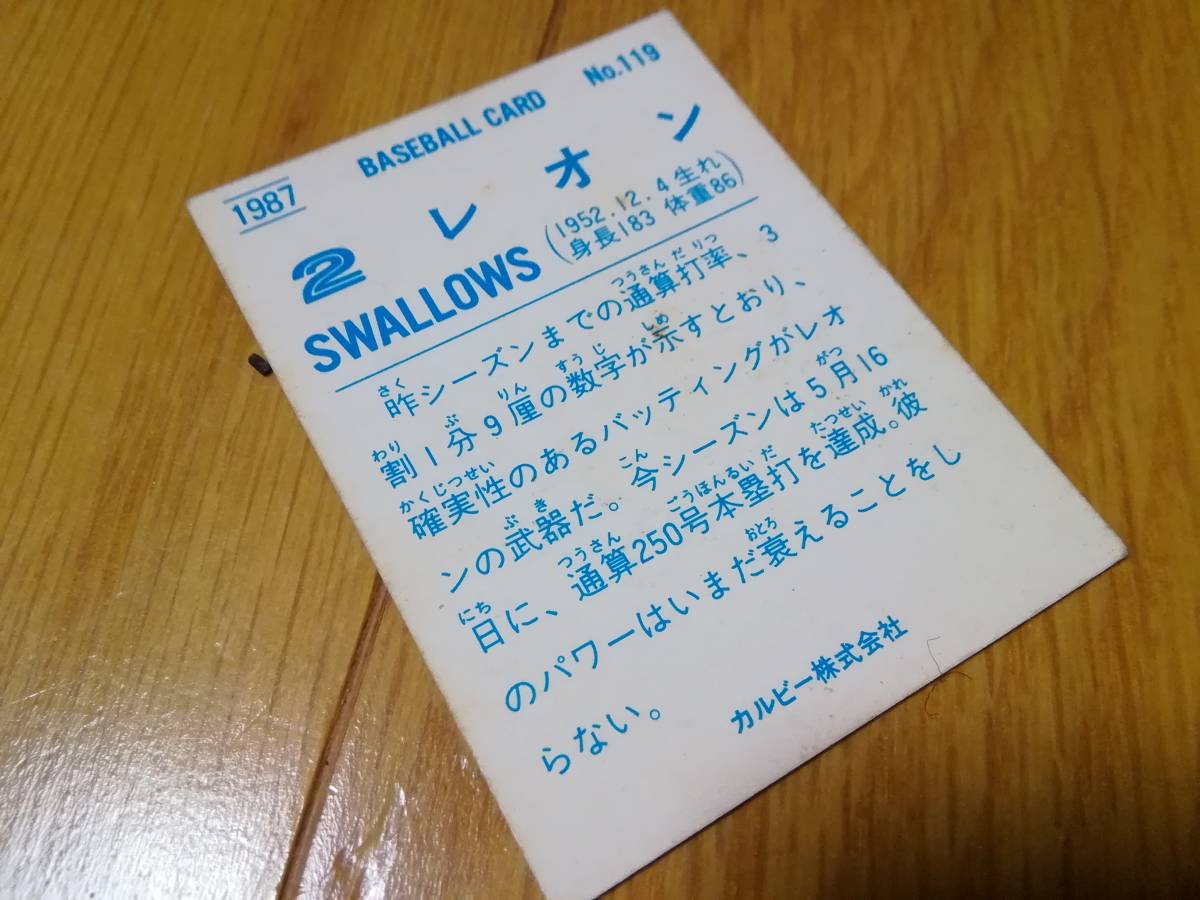 1987 BASEBALL CARD No.119
2 レオン
SWALLOWS (1952.12.4生れ 身長183 体重86)
さく つうさんだりつ
昨シーズンまでの通算打率、3
わり ぶ りん すうじ しめ
割1分9厘の数字が示すとおり、
かくじつせい
確実性のあるバッティングがレオ
ぶき こん がつ
ンの武器だ。今シーズンは5月16
にち つうさん ごうほんるいだ たつせい かれ
日に、通算250号本塁打を達成。彼
おとろ
のパワーはいまだ衰えることをし
らない。
カルビー株式会社